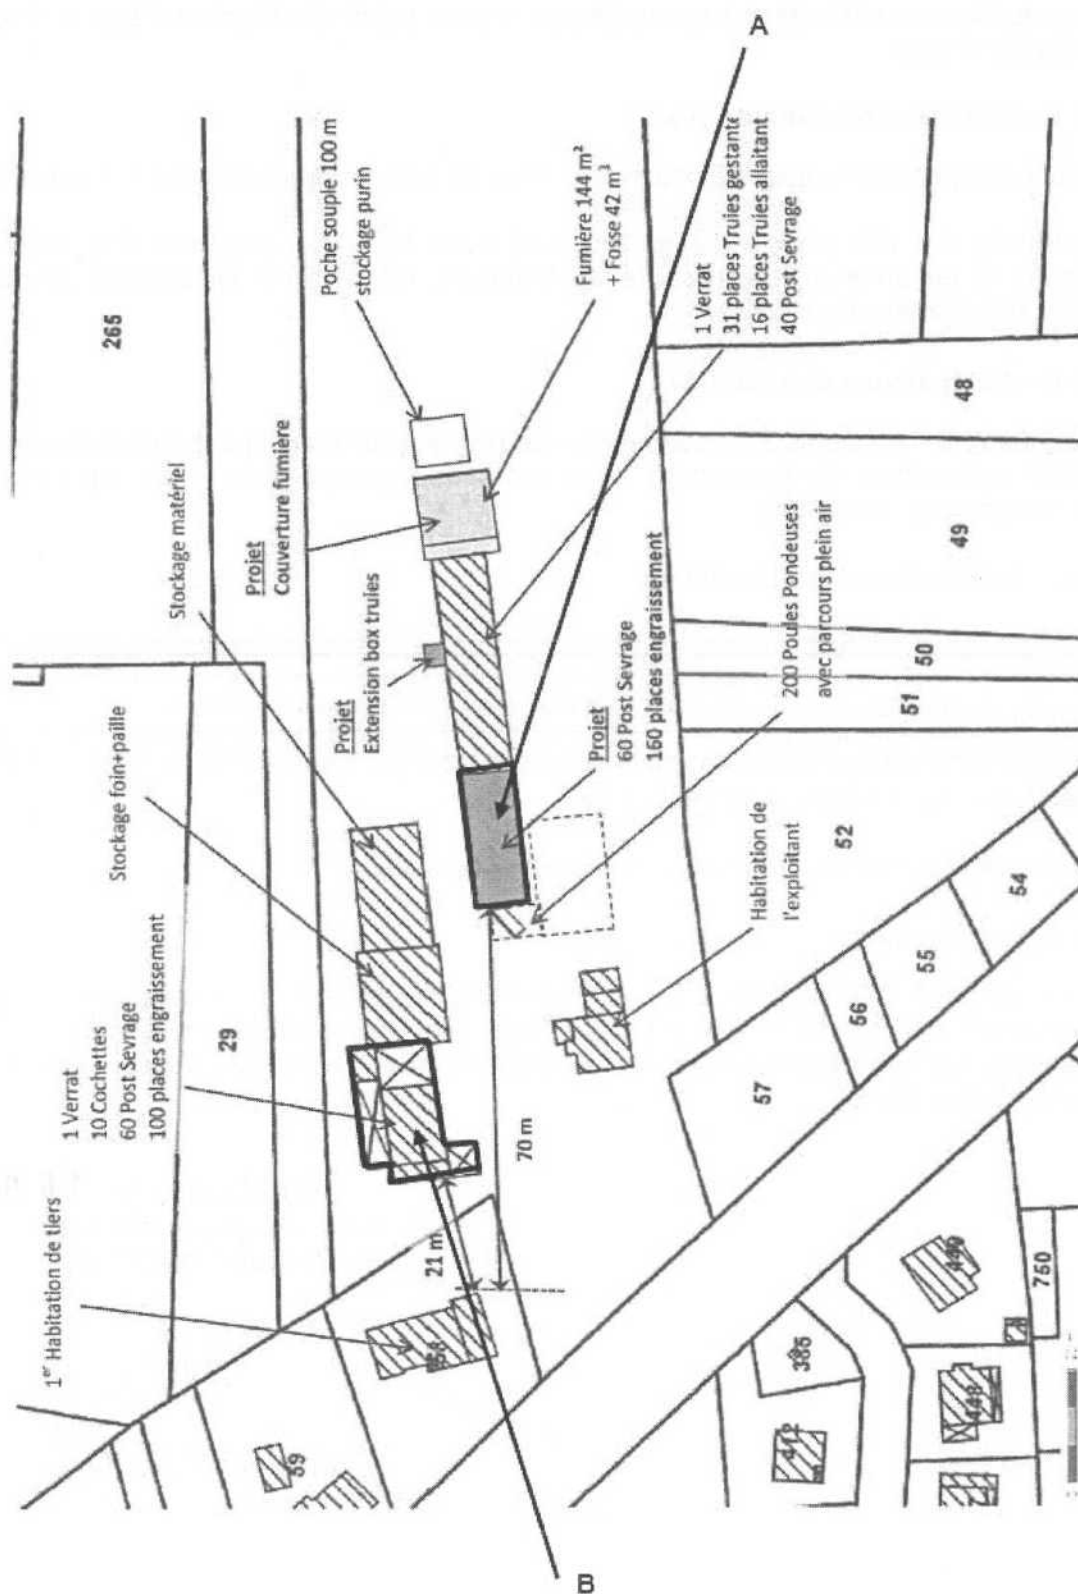 A
Poche souple 100 m
stockage purin
Fumière 144 m²
+ Fosse 42 m³
1 Verrat
31 places Truies gestante
16 places Truies allaitant
40 Post Sevrage
265
Stockage matériel
Projet
Couverture fumière
Projet
Extension box truies
Stockage foin+paille
Projet
60 Post Sevrage
160 places engraissement
200 Poules Pondeuses
avec parcours plein air
Habitation de
l'exploitant
1 Verrat
10 Cochettes
60 Post Sevrage
100 places engraissement
1er Habitation de tiers
29
48
49
50
51
52
54
55
56
57
70 m
21 m
59
385
412
448
750
B